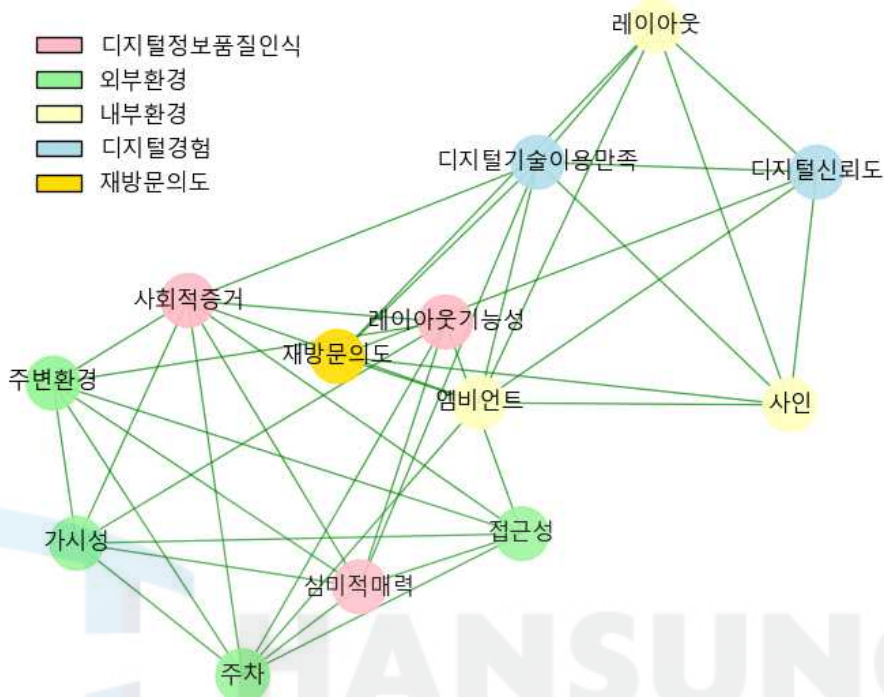 디지털정보품질인식
외부환경
내부환경
디지털경험
재방문의도
레이아웃
디지털기술이용만족
디지털신뢰도
사회적증거
레이아웃기능성
재방문의도
주변환경
엠비언트
사인
가시성
접근성
심미적매력
주차
HANSUNG